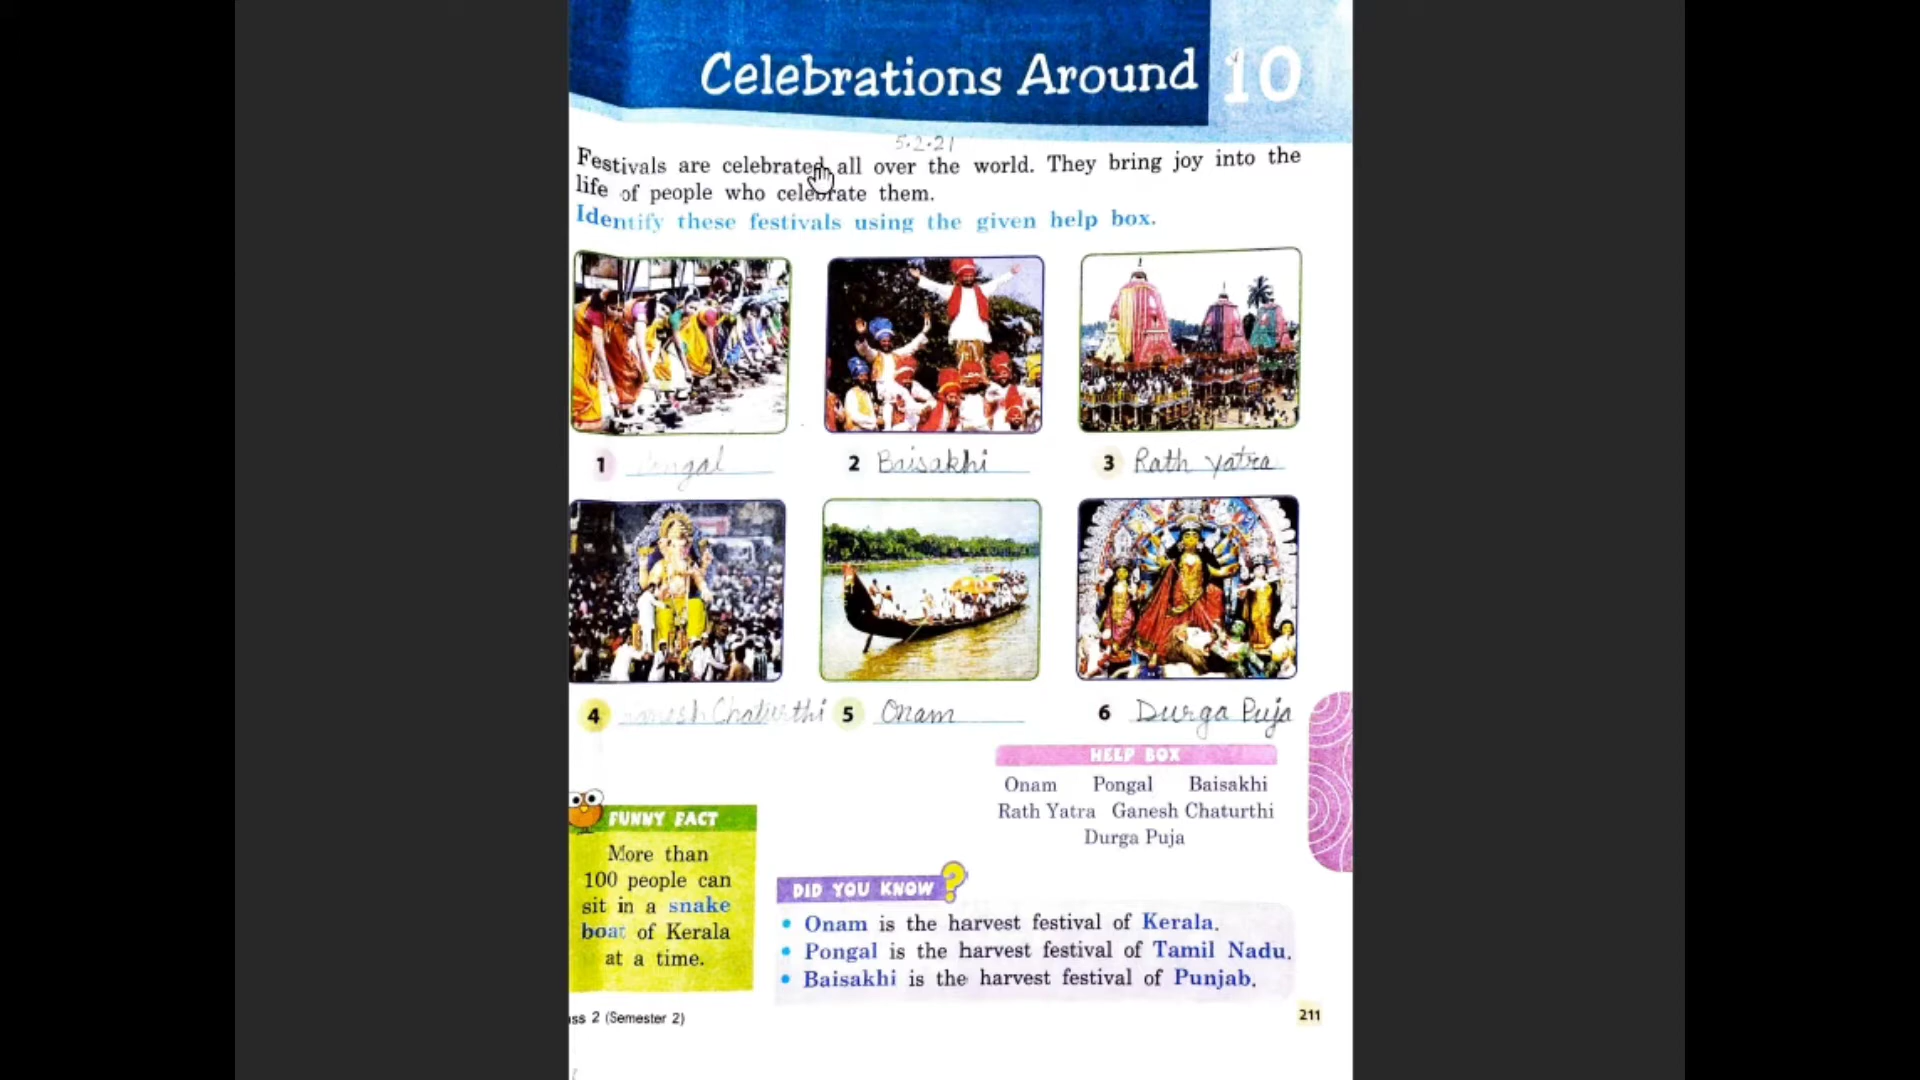 Celebrations Around 10
5.2.21
Festivals are celebrated all over the world. They bring joy into the
life of people who celebrate them.
Identify these festivals using the given help box.
1 Pongal
2 Baisakhi
3 Rath Yatra
4 Ganesh Chaturthi
5 Onam
6 Durga Puja
HELP BOX
Onam Pongal Baisakhi
Rath Yatra Ganesh Chaturthi
Durga Puja
FUNNY FACT
More than
100 people can
sit in a snake
boat of Kerala
at a time.
DID YOU KNOW ?
• Onam is the harvest festival of Kerala.
• Pongal is the harvest festival of Tamil Nadu.
• Baisakhi is the harvest festival of Punjab.
2 (Semester 2)
211